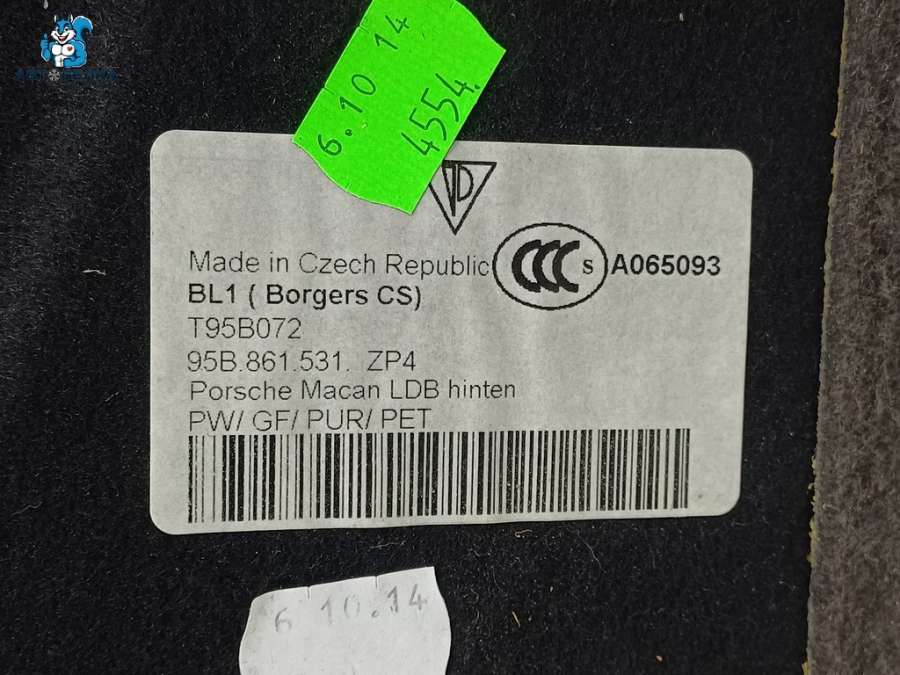 6.10 14
4554.
Made in Czech Republic
CCC S A065093
BL1 ( Borgers CS)
T95B072
95B.861.531. ZP4
Porsche Macan LDB hinten
PW/ GF/ PUR/ PET
6 10.14